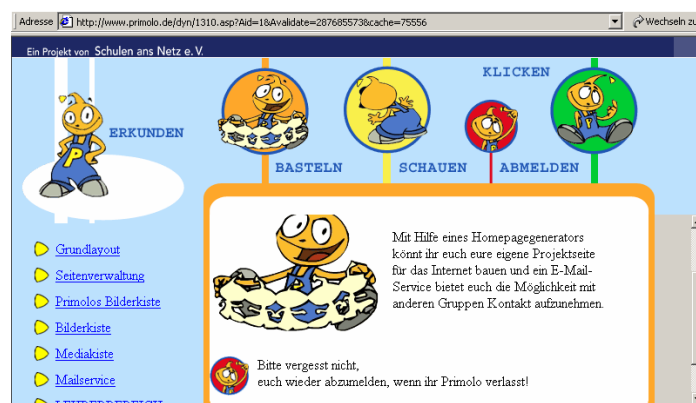 Adresse http://www.primolo.de/dyn/1310.asp?Aid=1&Avalidate=287685573&cache=75556 Wechseln zu
Ein Projekt von Schulen ans Netz e. V.
KLICKEN
ERKUNDEN
BASTELN SCHAUEN ABMELDEN
P
Mit Hilfe eines Homepagegenerators
könnt ihr euch eure eigene Projektseite
für das Internet bauen und ein E-Mail-
Service bietet euch die Möglichkeit mit
anderen Gruppen Kontakt aufzunehmen.
Grundlayout
Seitenverwaltung
Primolos Bilderkiste
Bilderkiste
Mediakiste
Mailservice
LEHRERBEREICH
Bitte vergesst nicht,
euch wieder abzumelden, wenn ihr Primolo verlasst!